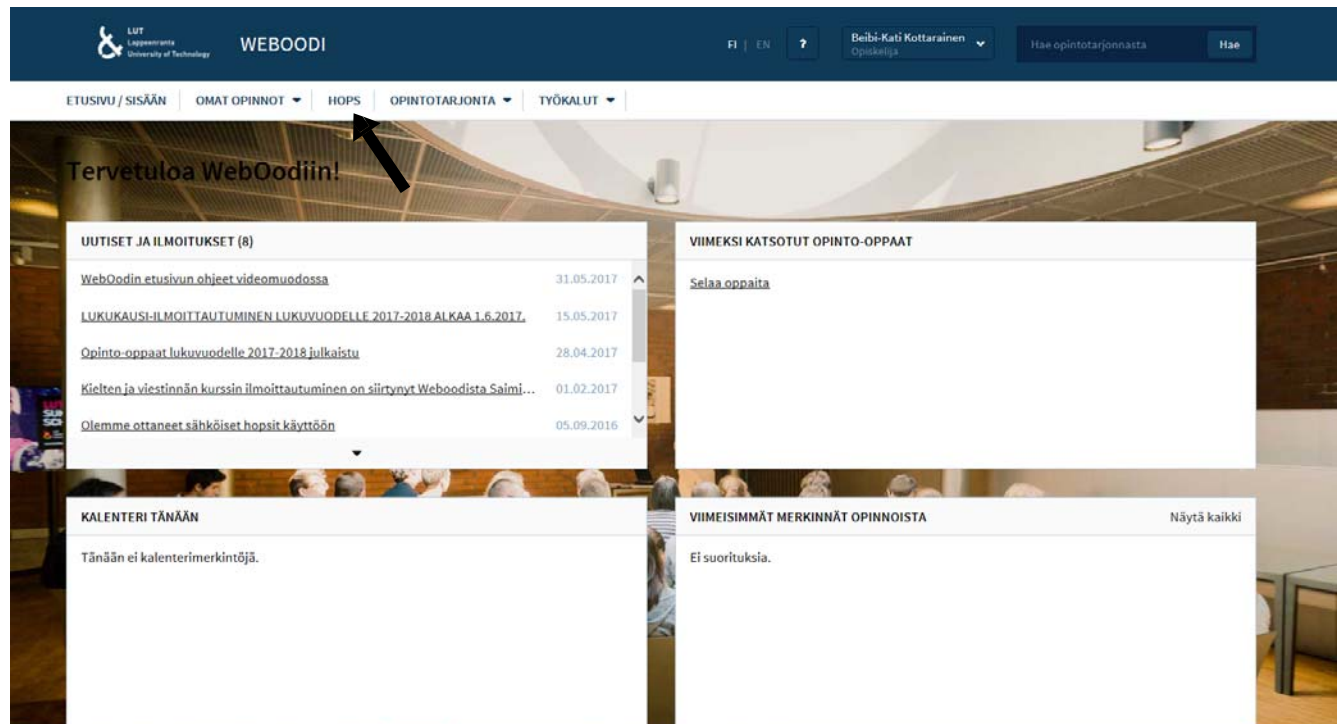 LUT
Lappeenranta
University of Technology
WEBOODI
FI | EN
?
Beibi-Kati Kottarainen
Opiskelija
Hae opintotarjonnasta
Hae
ETUSIVU / SISÄÄN
OMAT OPINNOT
HOPS
OPINTOTARJONTA
TYÖKALUT
Tervetuloa WebOodiin!
UUTISET JA ILMOITUKSET (8)
WebOodin etusivun ohjeet videomuodossa 31.05.2017
LUKUKAUSI-ILMOITTAUTUMINEN LUKUVUODELLE 2017-2018 ALKAA 1.6.2017. 15.05.2017
Opinto-oppaat lukuvuodelle 2017-2018 julkaistu 28.04.2017
Kielten ja viestinnän kurssin ilmoittautuminen on siirtynyt Weboodista Saimi... 01.02.2017
Olemme ottaneet sähköiset hopsit käyttöön 05.09.2016
VIIMEKSI KATSOTUT OPINTO-OPPAAT
Selaa oppaita
KALENTERI TÄNÄÄN
Tänään ei kalenterimerkintöjä.
VIIMEISIMMÄT MERKINNÄT OPINNOISTA
Näytä kaikki
Ei suorituksia.